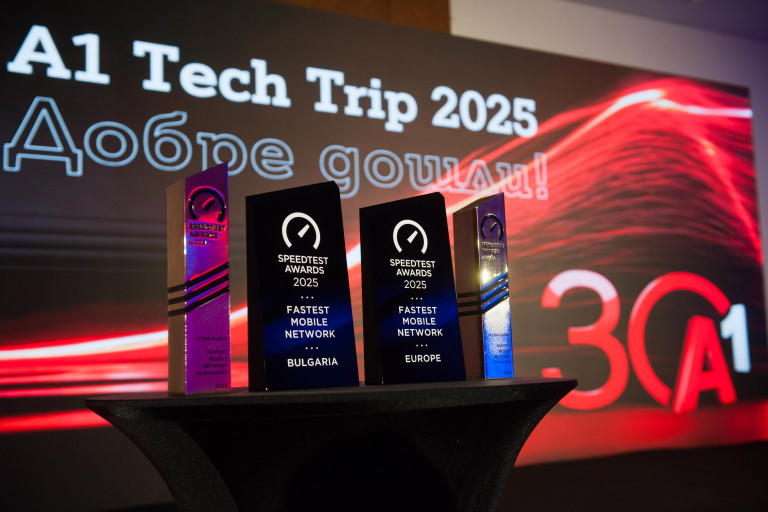 A1 Tech Trip 2025
Добре дошли!
SPEEDTEST
AWARDS
2025
FASTEST
MOBILE
NETWORK
BULGARIA
SPEEDTEST
AWARDS
2025
FASTEST
MOBILE
NETWORK
EUROPE
30
A1